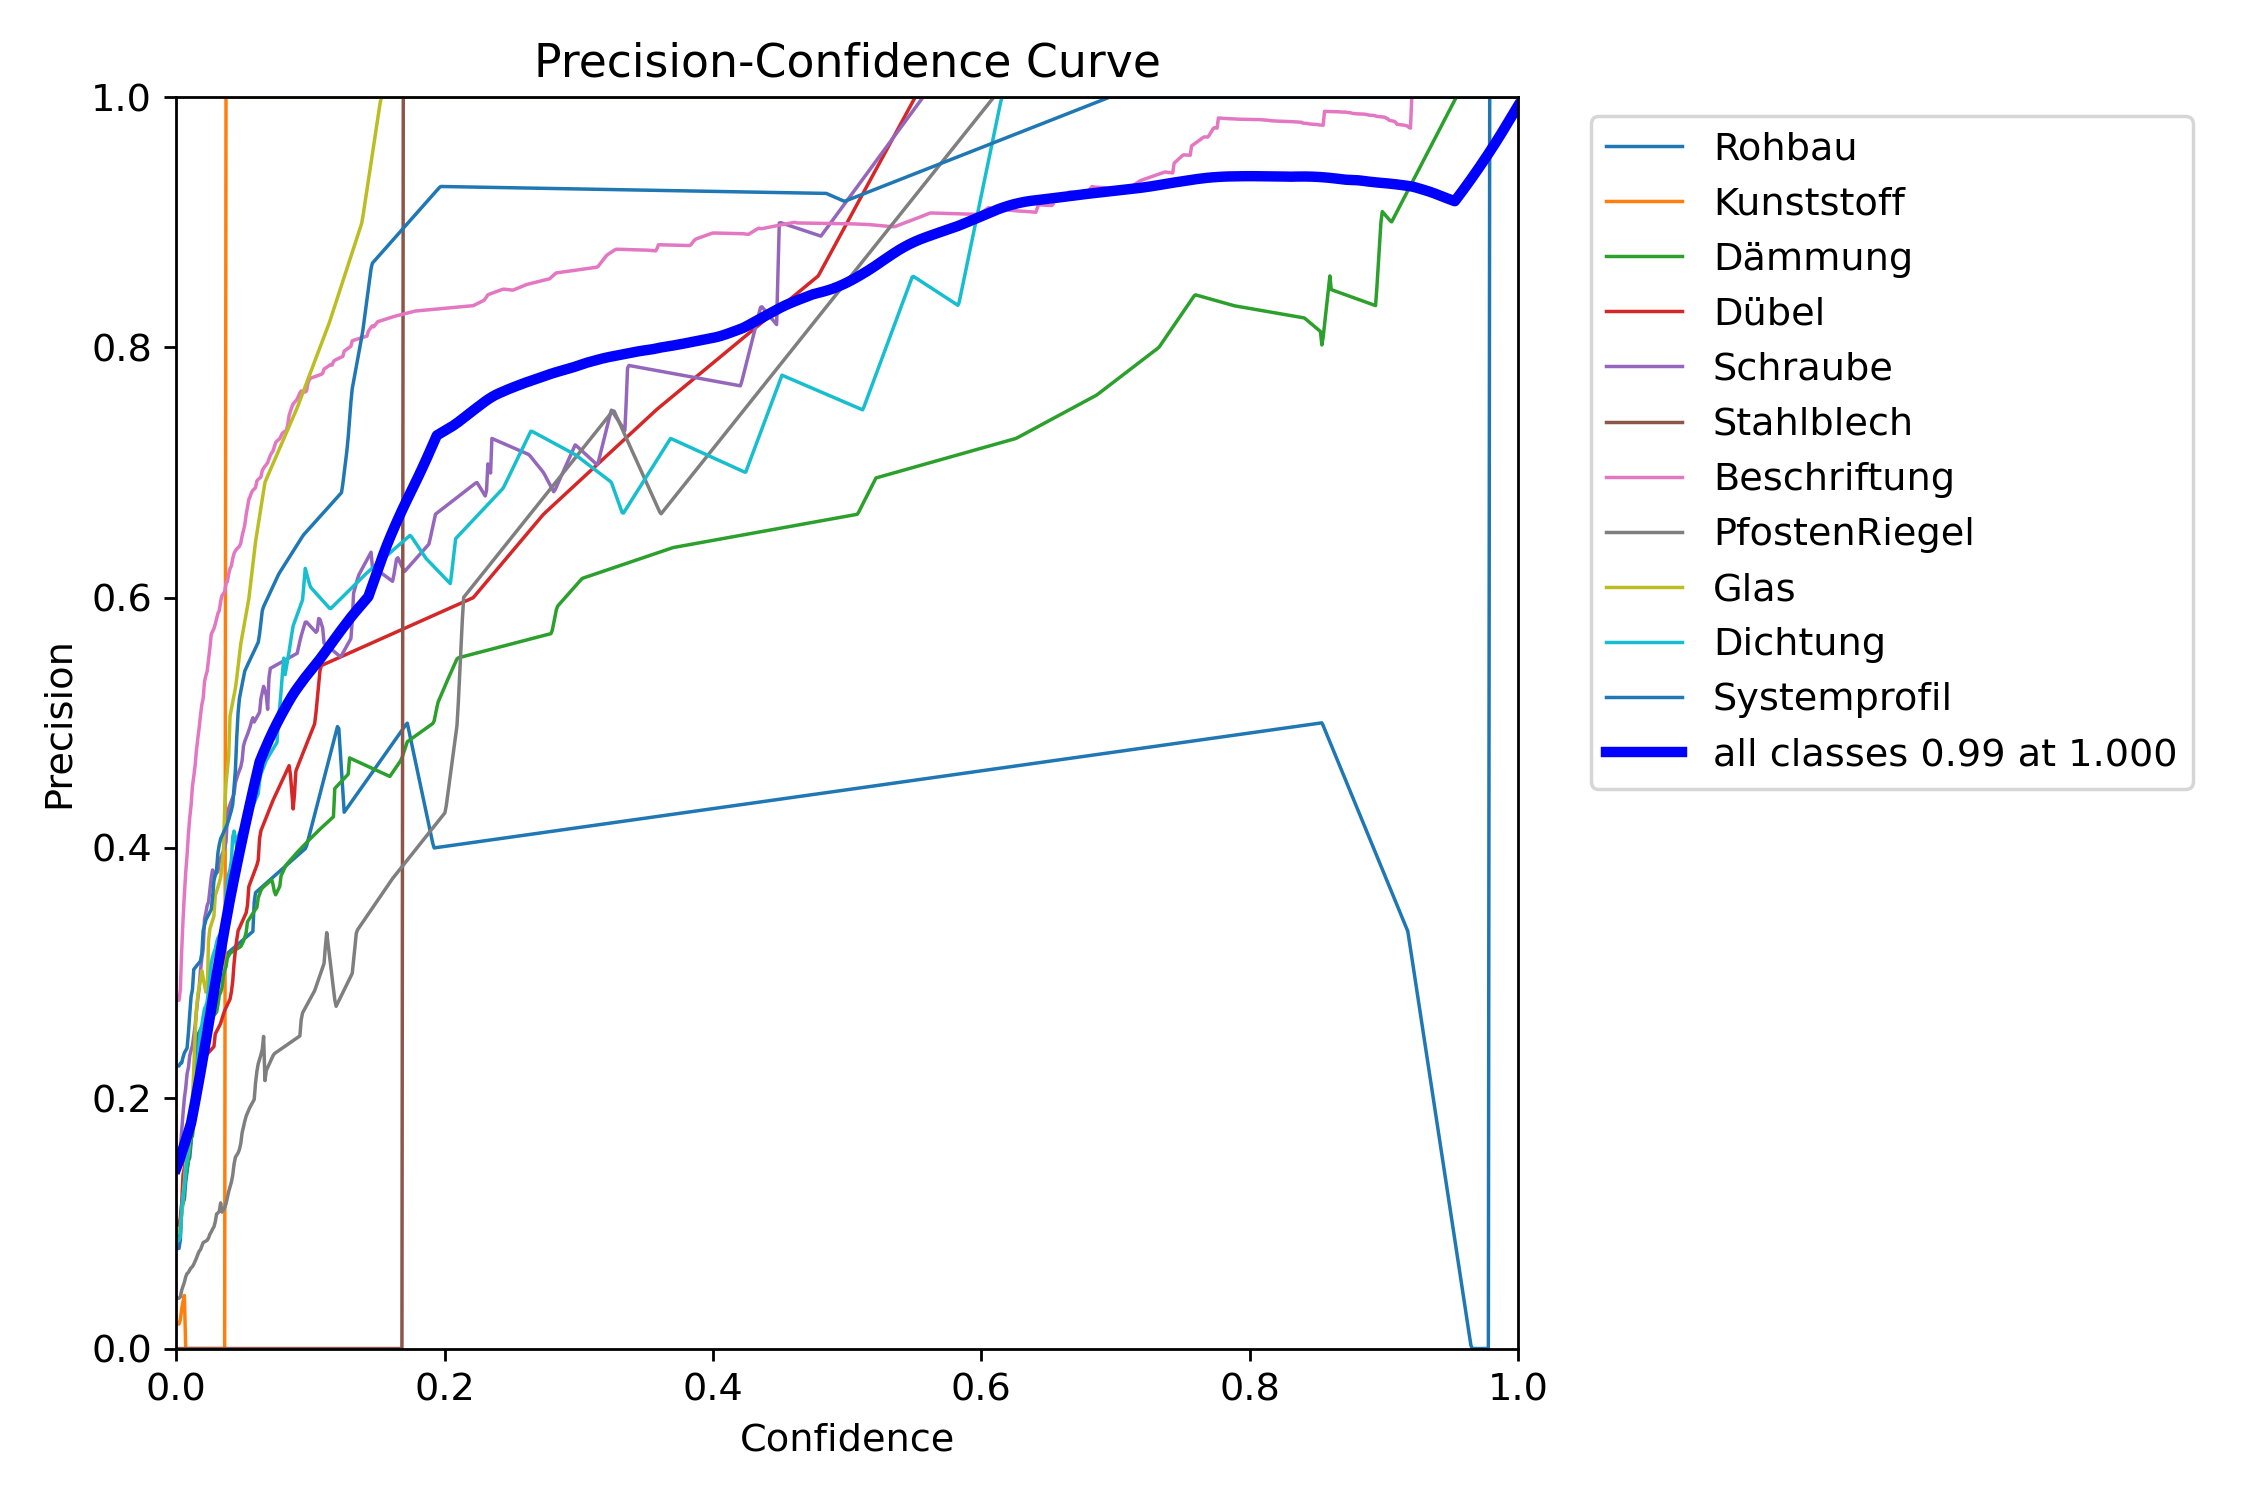 Precision-Confidence Curve
1.0
0.8
0.6
0.4
0.2
0.0
Precision
0.0 0.2 0.4 0.6 0.8 1.0
Confidence
Rohbau
Kunststoff
Dämmung
Dübel
Schraube
Stahlblech
Beschriftung
PfostenRiegel
Glas
Dichtung
Systemprofil
all classes 0.99 at 1.000